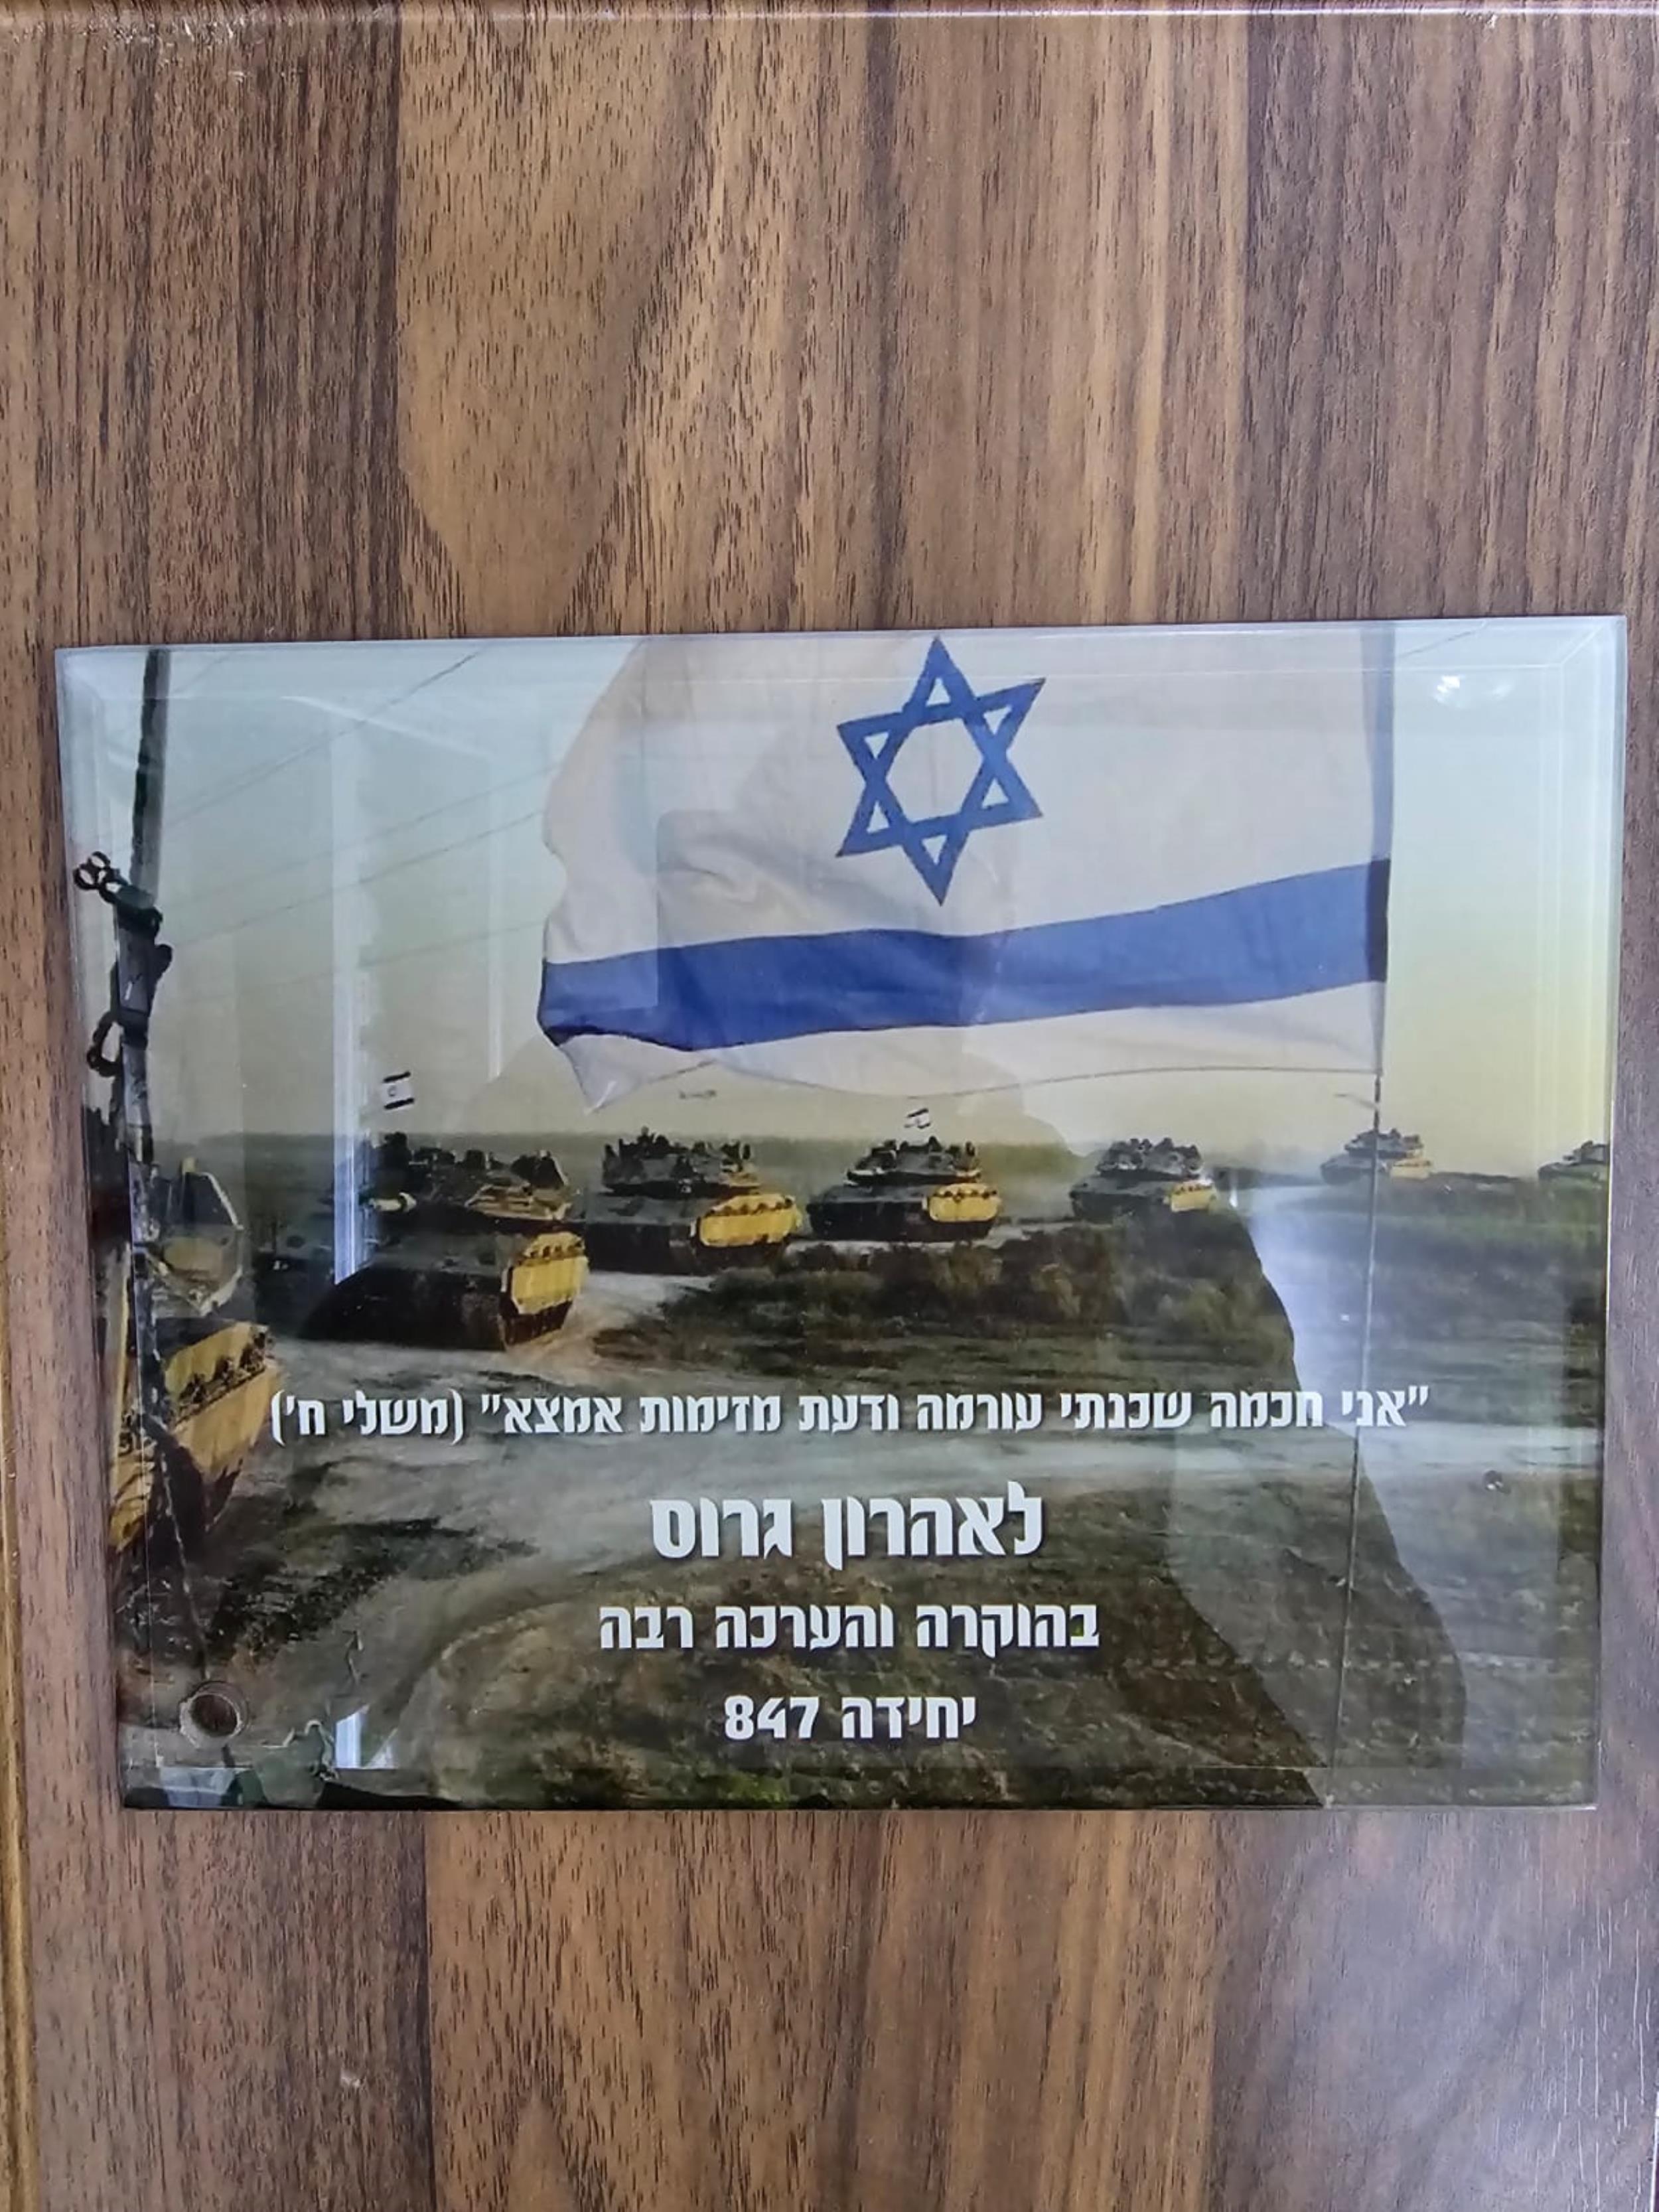 "אני חכמה שכנתי עורמה ודעת מזימות אמצא" (משלי ח')
לאהרון גרוס
בהוקרה והערכה רבה
יחידה 847